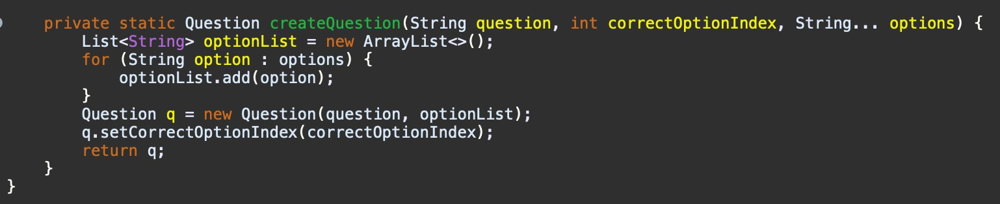 private static Question createQuestion(String question, int correctOptionIndex, String... options) {
        List<String> optionList = new ArrayList<>();
        for (String option : options) {
            optionList.add(option);
        }
        Question q = new Question(question, optionList);
        q.setCorrectOptionIndex(correctOptionIndex);
        return q;
    }
}